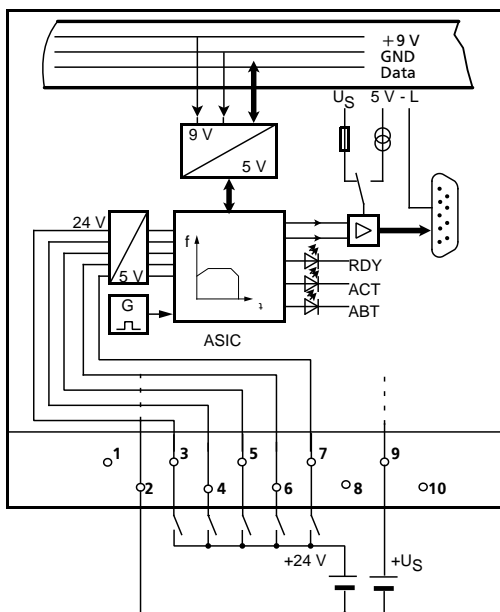 +9 V
GND
Data
US 5 V - L
9 V
5 V
24 V
5 V
f
RDY
ACT
ABT
G
ASIC
1 3 5 7 9
2 4 6 8 10
+24 V +US